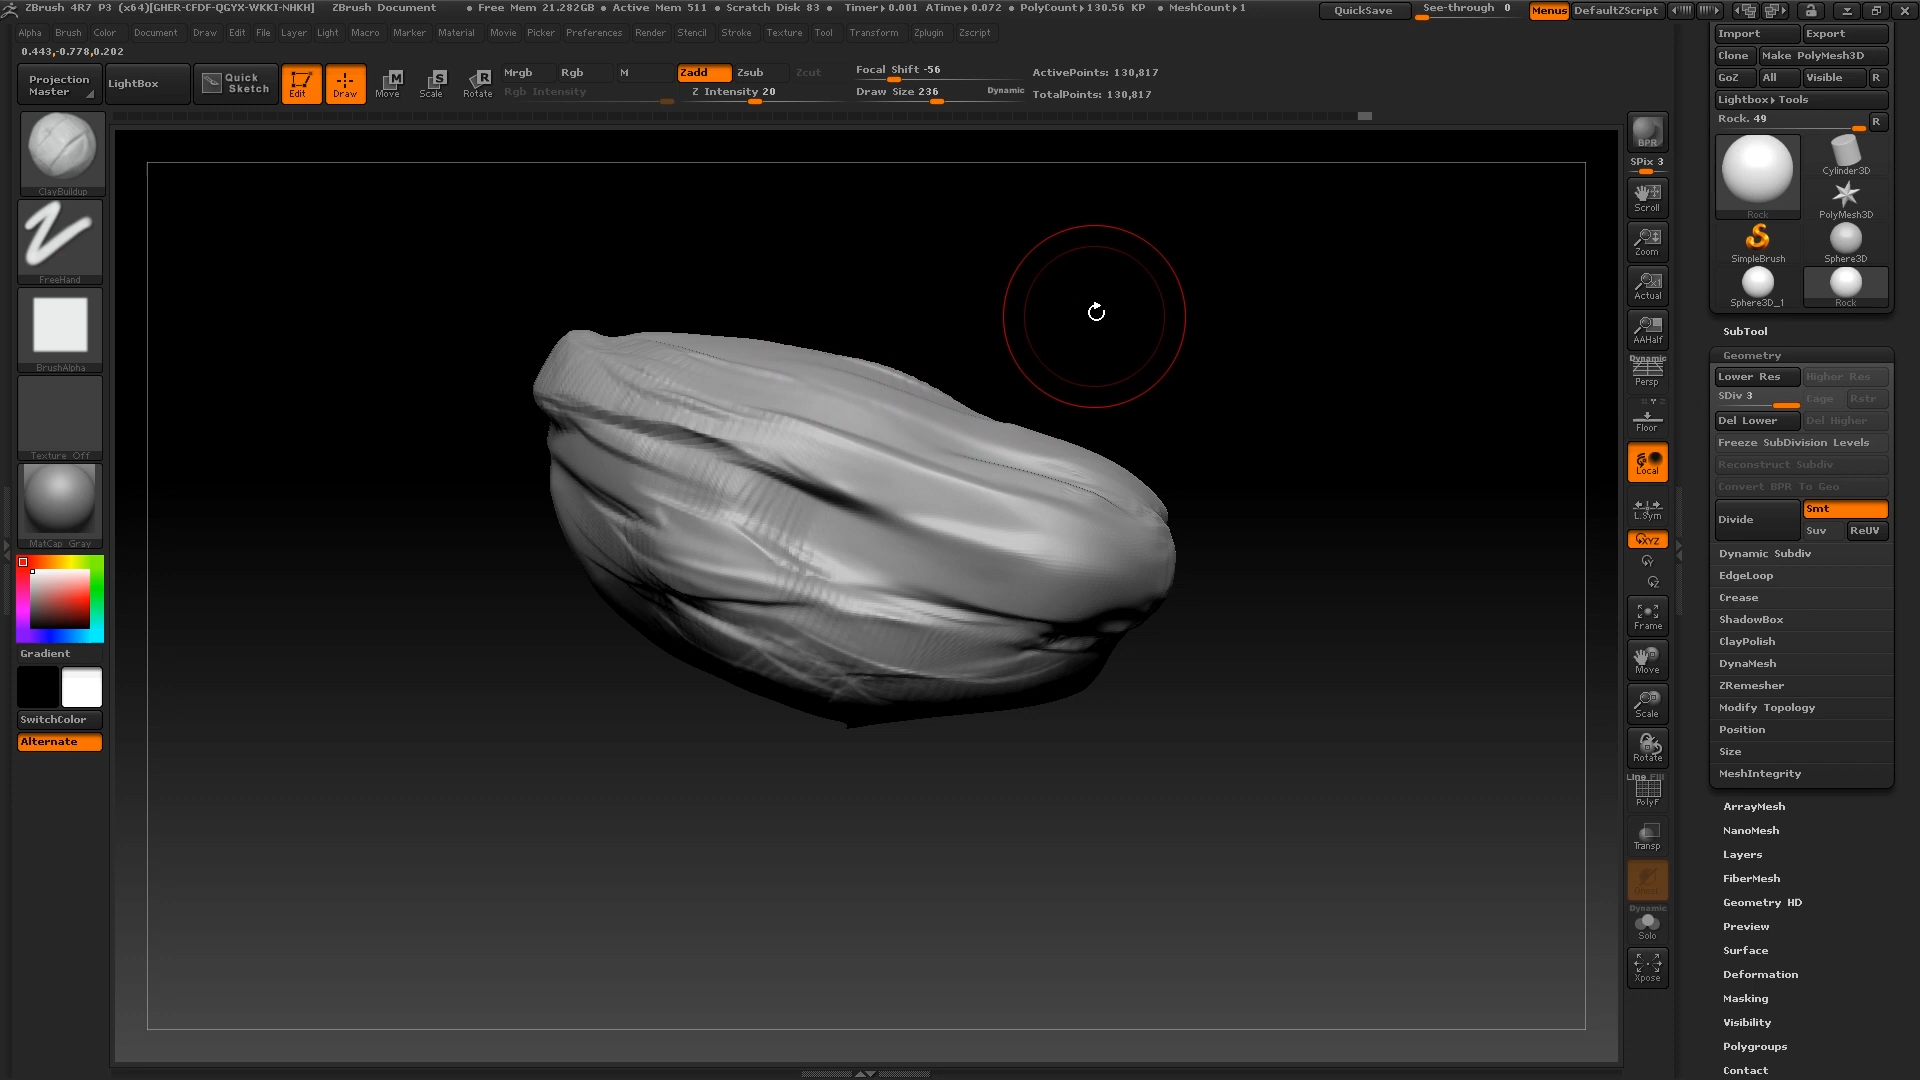 ZBrush 4R7 P3 (x64)[GHER-CFDF-QGYX-WKKI-NHKH] ZBrush Document • Free Mem 21.282GB • Active Mem 511 • Scratch Disk 83 • Timer▸0.001 ATime▸0.072 • PolyCount▸130.56 KP • MeshCount▸1 QuickSave See-through 0 Menus DefaultZScript
Alpha Brush Color Document Draw Edit File Layer Light Macro Marker Material Movie Picker Preferences Render Stencil Stroke Texture Tool Transform Zplugin Zscript
0.443,-0.778,0.202
Projection Master
LightBox
Quick Sketch
Edit
Draw
Move
Scale
Rotate
Mrgb Rgb M
Rgb Intensity
Zadd Zsub Zcut
Z Intensity 20
Focal Shift -56
Draw Size 236 Dynamic
ActivePoints: 130,817
TotalPoints: 130,817
ClayBuildup
FreeHand
BrushAlpha
Texture Off
MatCap Gray
Gradient
SwitchColor
Alternate
BPR
SPix 3
Scroll
Zoom
Actual
AAHalf
Dynamic
Persp
Floor
Local
L.Sym
XYZ
Y
Z
Frame
Move
Scale
Rotate
Line Fill
PolyF
Transp
Ghost
Dynamic
Solo
Xpose
Import Export
Clone Make PolyMesh3D
GoZ All Visible R
Lightbox▸Tools
Rock. 49 R
Rock
Cylinder3D
PolyMesh3D
SimpleBrush
Sphere3D
Sphere3D_1
Rock
SubTool
Geometry
Lower Res Higher Res
SDiv 3 Cage Rstr
Del Lower Del Higher
Freeze SubDivision Levels
Reconstruct Subdiv
Convert BPR To Geo
Divide Smt
Suv ReUV
Dynamic Subdiv
EdgeLoop
Crease
ShadowBox
ClayPolish
DynaMesh
ZRemesher
Modify Topology
Position
Size
MeshIntegrity
ArrayMesh
NanoMesh
Layers
FiberMesh
Geometry HD
Preview
Surface
Deformation
Masking
Visibility
Polygroups
Contact